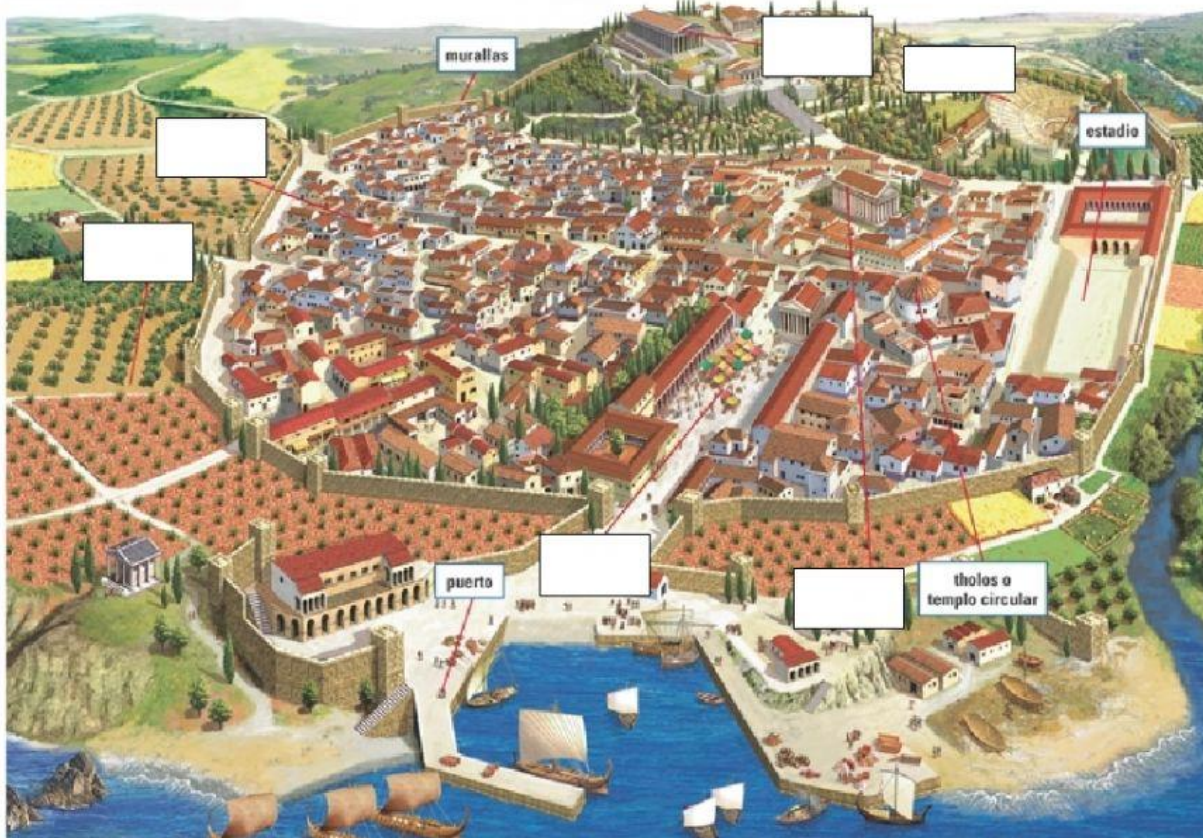 murallas
estadio
puerto
tholos o
templo circular